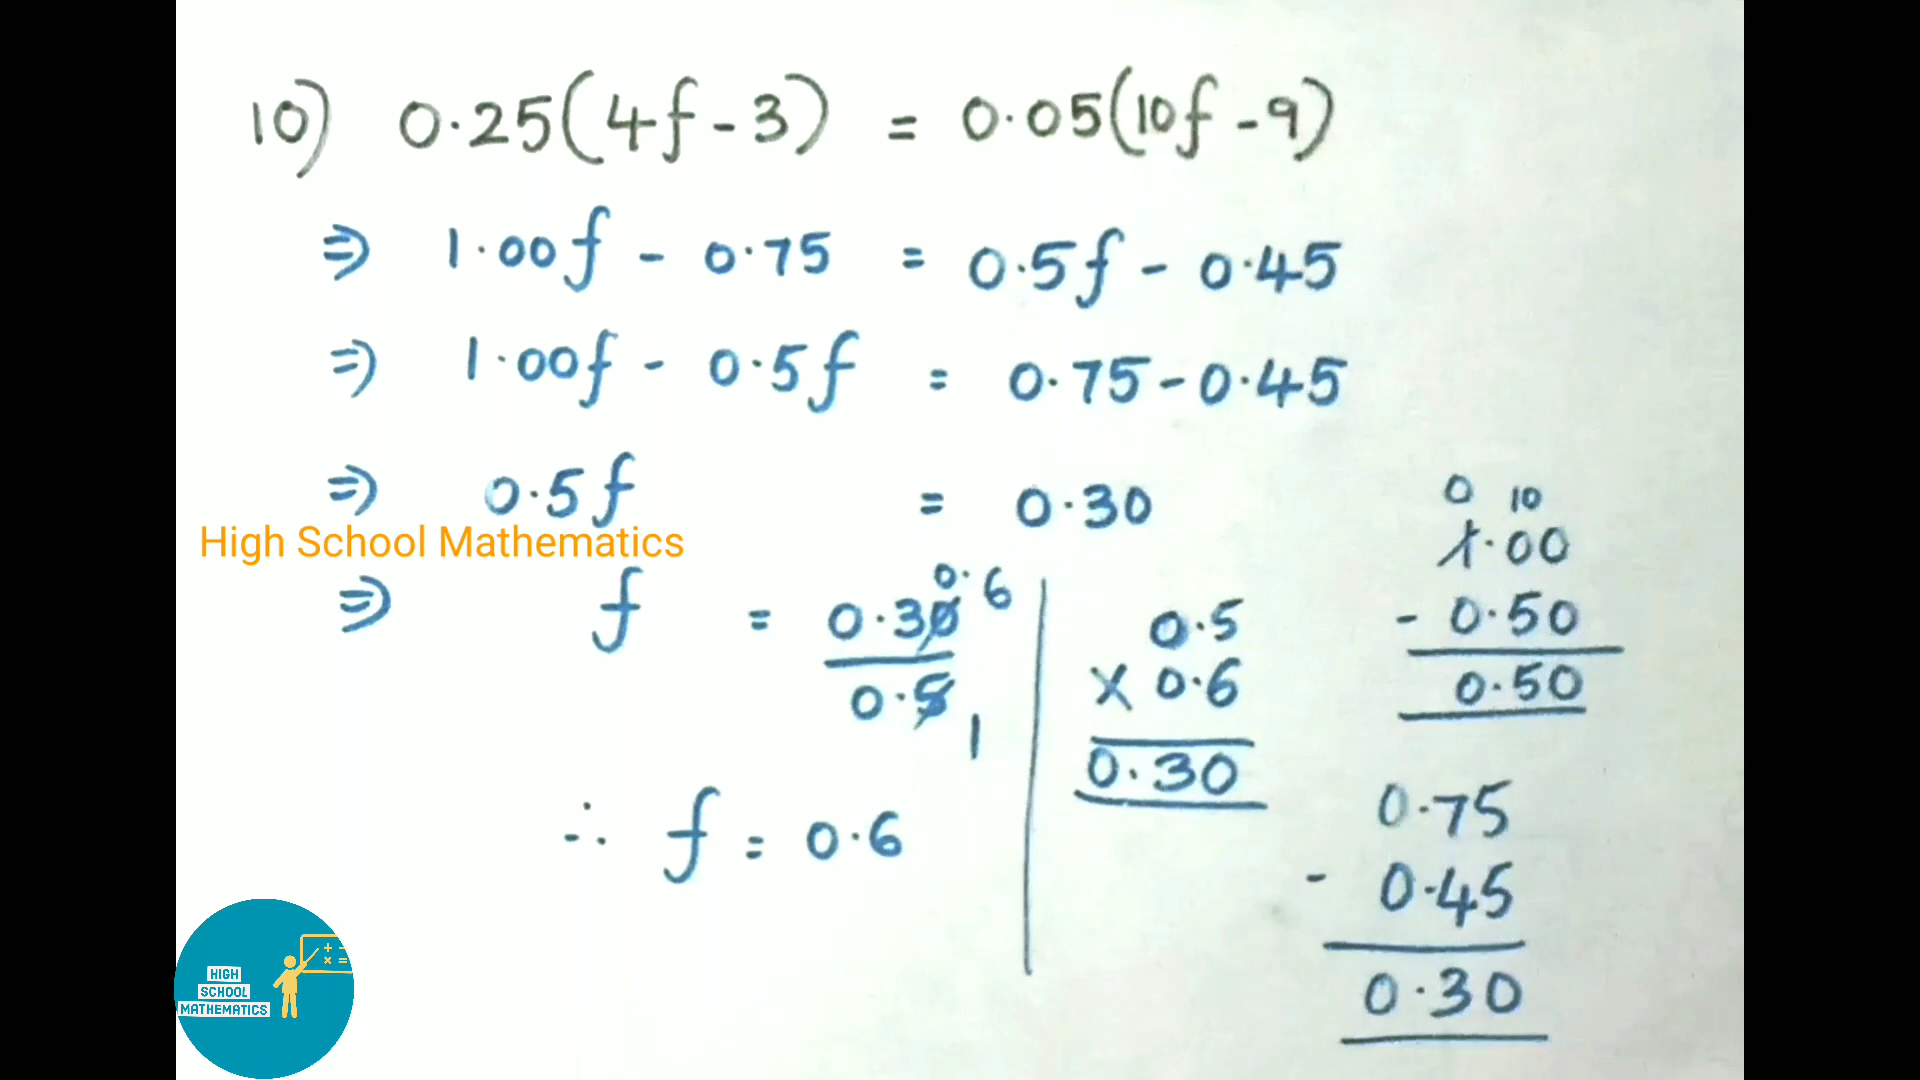 10) 0.25(4f - 3) = 0.05(10f - 9)
⇒ 1.00f - 0.75 = 0.5f - 0.45
⇒ 1.00f - 0.5f = 0.75 - 0.45
⇒ 0.5f = 0.30
High School Mathematics
⇒ f = 0.30/0.5
0.6
1
∴ f = 0.6
0.5
× 0.6
0.30
0 10
1.00
- 0.50
0.50
0.75
- 0.45
0.30
HIGH
SCHOOL
MATHEMATICS
+ -
× =